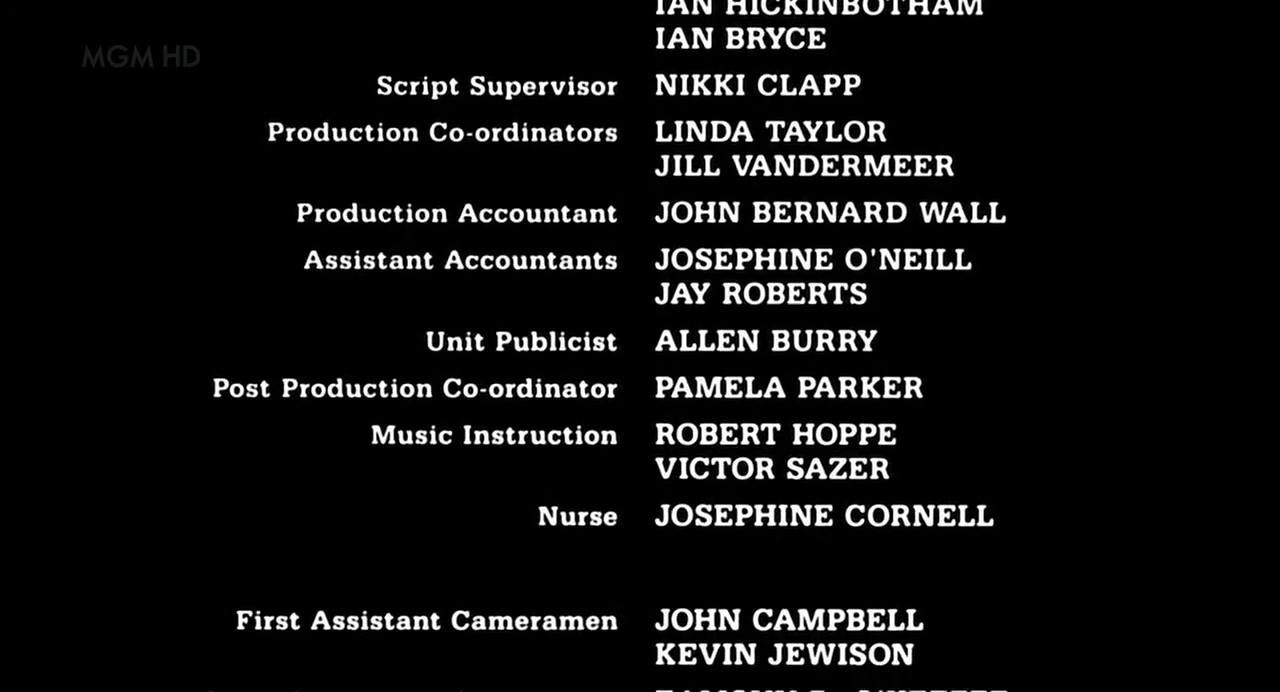 IAN HICKINBOTHAM
IAN BRYCE
MGM HD
Script Supervisor NIKKI CLAPP
Production Co-ordinators LINDA TAYLOR
JILL VANDERMEER
Production Accountant JOHN BERNARD WALL
Assistant Accountants JOSEPHINE O'NEILL
JAY ROBERTS
Unit Publicist ALLEN BURRY
Post Production Co-ordinator PAMELA PARKER
Music Instruction ROBERT HOPPE
VICTOR SAZER
Nurse JOSEPHINE CORNELL
First Assistant Cameramen JOHN CAMPBELL
KEVIN JEWISON